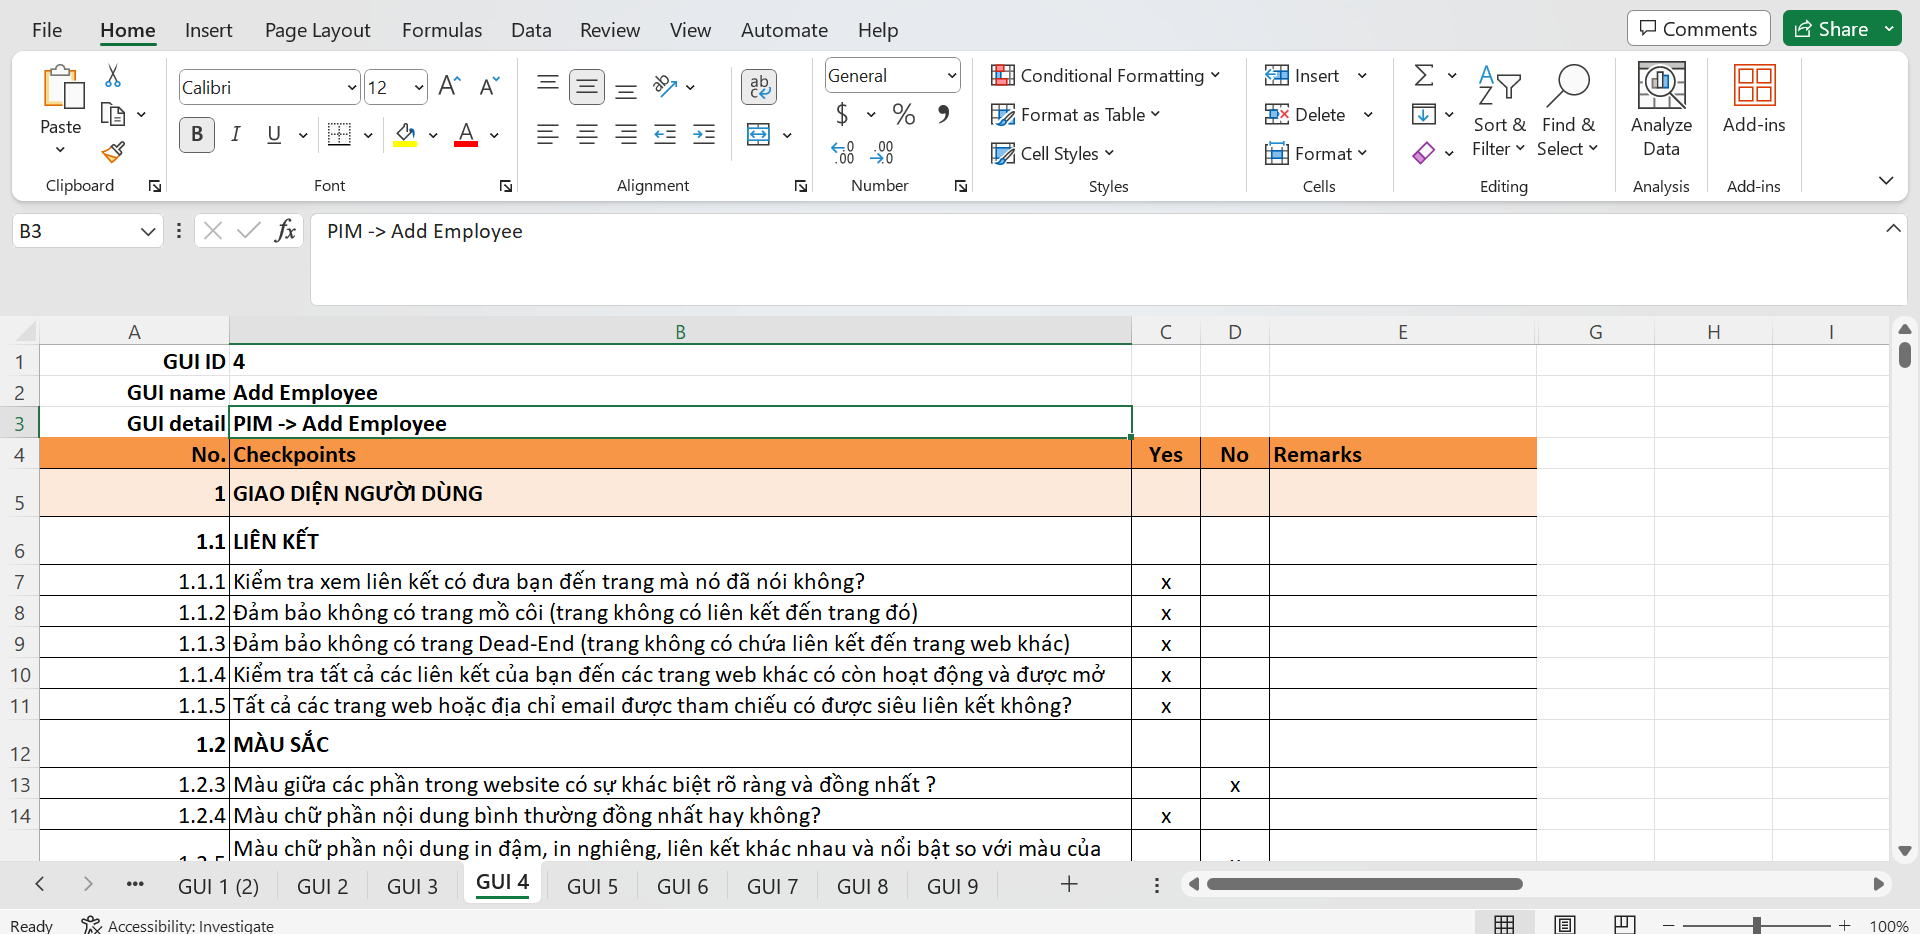 File Home Insert Page Layout Formulas Data Review View Automate Help Comments Share
Calibri 12 General Conditional Formatting Insert
Paste B I U $ % Format as Table Delete Sort & Find & Analyze Add-ins
Cell Styles Format Filter Select Data
Clipboard Font Alignment Number Styles Cells Editing Analysis Add-ins
B3 fx PIM -> Add Employee
A B C D E G H I
1 GUI ID 4
2 GUI name Add Employee
3 GUI detail PIM -> Add Employee
4 No. Checkpoints Yes No Remarks
5 1 GIAO DIỆN NGƯỜI DÙNG
6 1.1 LIÊN KẾT
7 1.1.1 Kiểm tra xem liên kết có đưa bạn đến trang mà nó đã nói không? x
8 1.1.2 Đảm bảo không có trang mồ côi (trang không có liên kết đến trang đó) x
9 1.1.3 Đảm bảo không có trang Dead-End (trang không có chứa liên kết đến trang web khác) x
10 1.1.4 Kiểm tra tất cả các liên kết của bạn đến các trang web khác có còn hoạt động và được mở x
11 1.1.5 Tất cả các trang web hoặc địa chỉ email được tham chiếu có được siêu liên kết không? x
12 1.2 MÀU SẮC
13 1.2.3 Màu giữa các phần trong website có sự khác biệt rõ ràng và đồng nhất ? x
14 1.2.4 Màu chữ phần nội dung bình thường đồng nhất hay không? x
Màu chữ phần nội dung in đậm, in nghiêng, liên kết khác nhau và nổi bật so với màu của
GUI 1 (2) GUI 2 GUI 3 GUI 4 GUI 5 GUI 6 GUI 7 GUI 8 GUI 9
Ready Accessibility: Investigate 100%